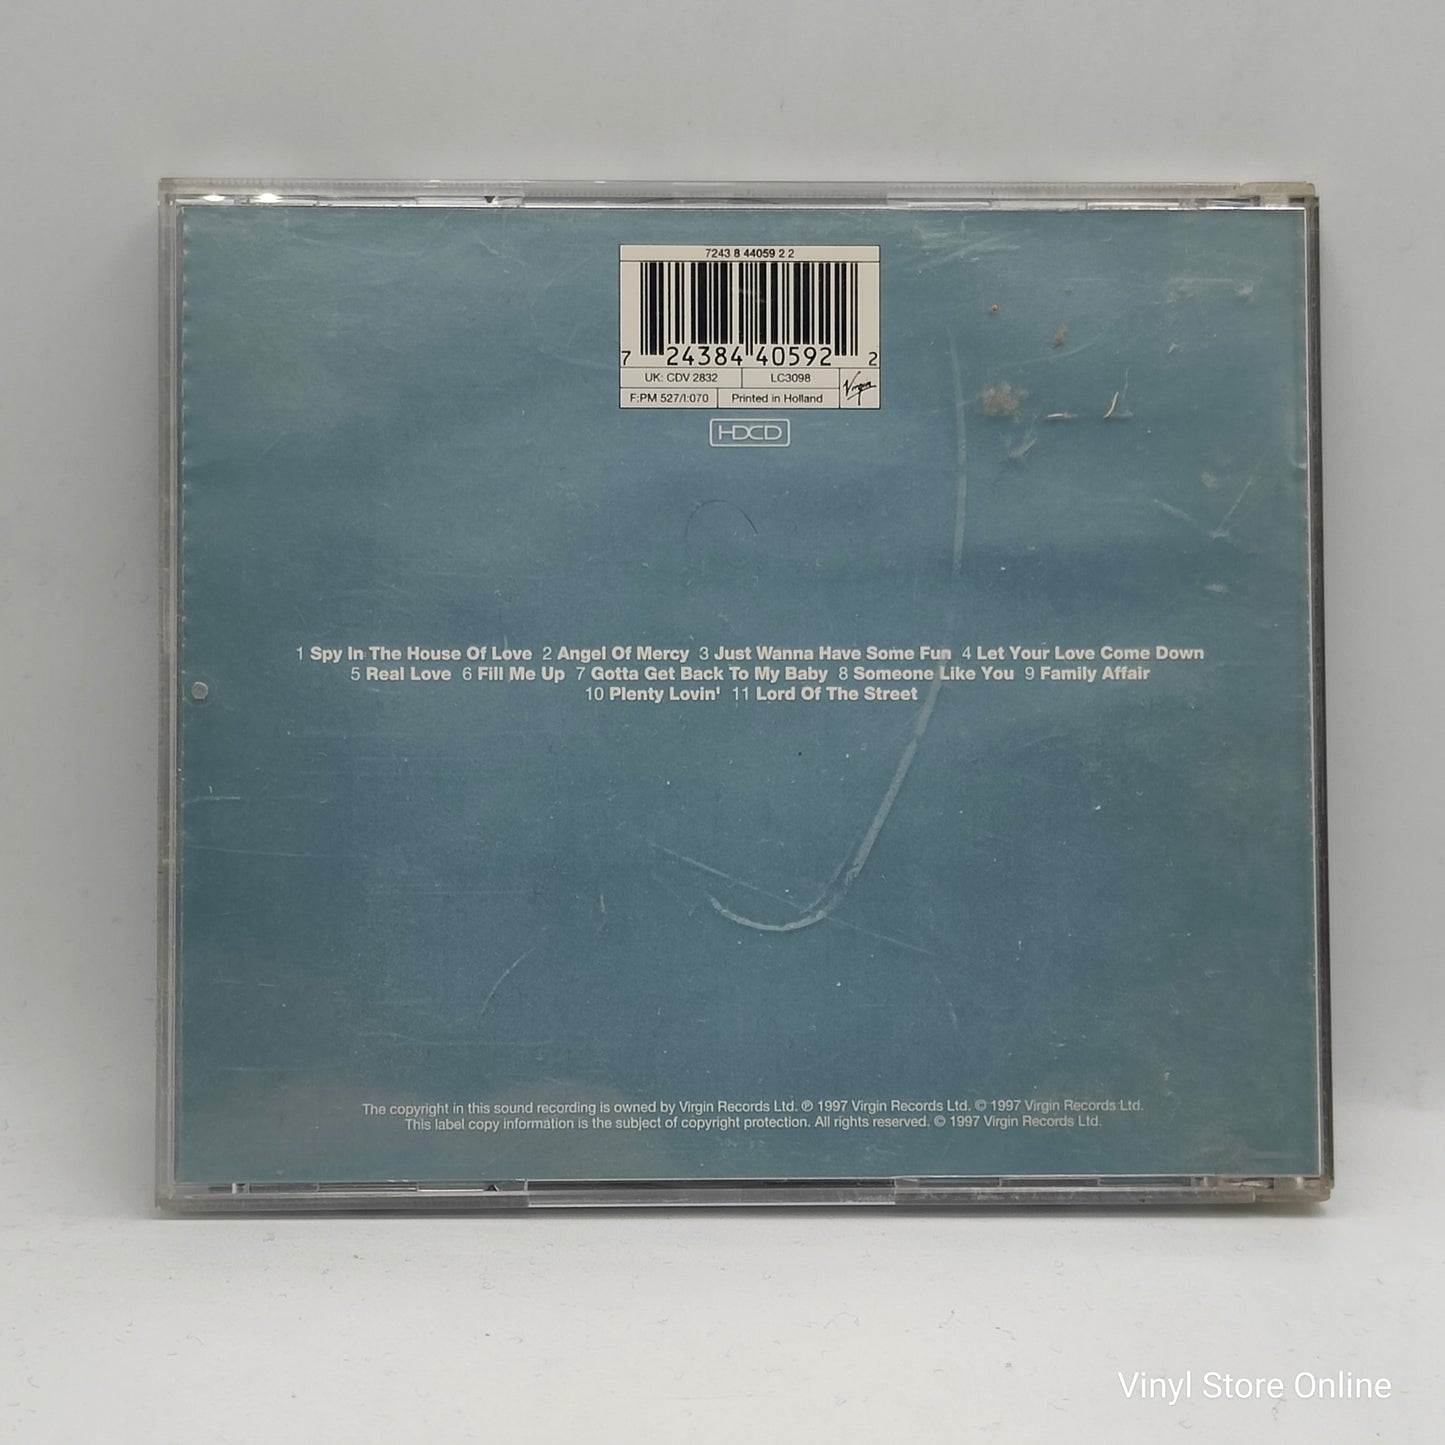 7243 8 44059 2 2
7 24384 40592 2
UK: CDV 2832 LC3098
Virgin
F:PM 527/I:070 Printed in Holland
HDCD
1 Spy In The House Of Love 2 Angel Of Mercy 3 Just Wanna Have Some Fun 4 Let Your Love Come Down
5 Real Love 6 Fill Me Up 7 Gotta Get Back To My Baby 8 Someone Like You 9 Family Affair
10 Plenty Lovin' 11 Lord Of The Street
The copyright in this sound recording is owned by Virgin Records Ltd. ℗ 1997 Virgin Records Ltd. © 1997 Virgin Records Ltd.
This label copy information is the subject of copyright protection. All rights reserved. © 1997 Virgin Records Ltd.
Vinyl Store Online